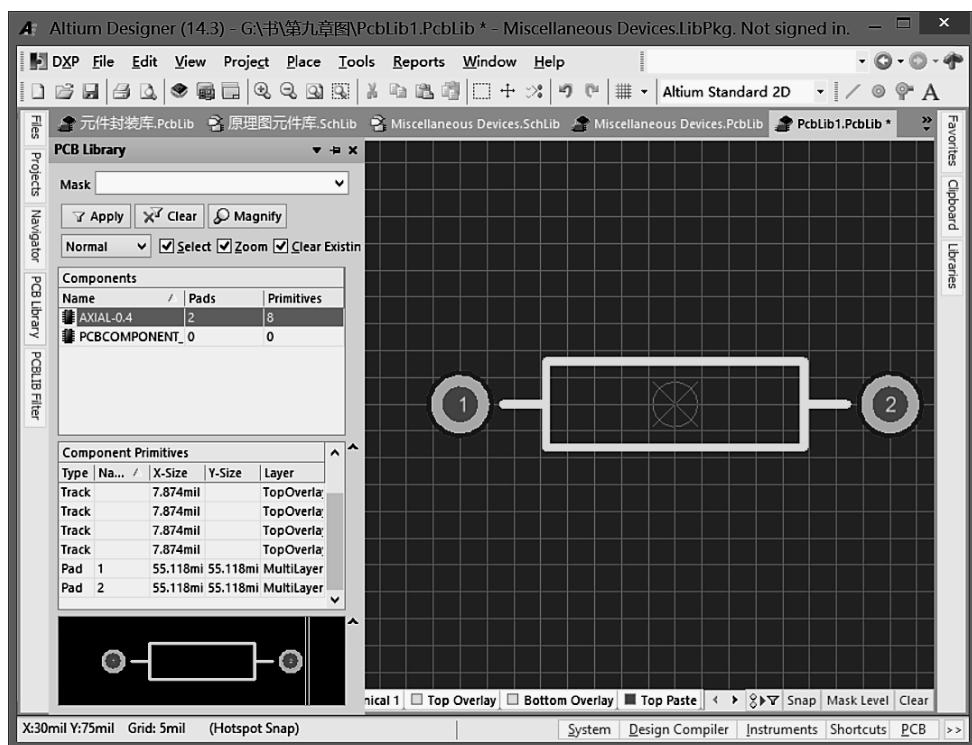 Altium Designer (14.3) - G:\书\第九章图\PcbLib1.PcbLib * - Miscellaneous Devices.LibPkg. Not signed in.
DXP File Edit View Project Place Tools Reports Window Help
Altium Standard 2D
元件封装库.PcbLib 原理图元件库.SchLib Miscellaneous Devices.SchLib Miscellaneous Devices.PcbLib PcbLib1.PcbLib *
Files
Projects
Navigator
PCB Library
PCBLIB Filter
PCB Library
Mask
Apply Clear Magnify
Normal Select Zoom Clear Existin
Components
Name Pads Primitives
AXIAL-0.4 2 8
PCBCOMPONENT_ 0 0
Component Primitives
Type Na... X-Size Y-Size Layer
Track 7.874mil TopOverla
Track 7.874mil TopOverla
Track 7.874mil TopOverla
Track 7.874mil TopOverla
Pad 1 55.118mi 55.118mi MultiLayer
Pad 2 55.118mi 55.118mi MultiLayer
1 2
Favorites
Clipboard
Libraries
nical 1 Top Overlay Bottom Overlay Top Paste Snap Mask Level Clear
X:30mil Y:75mil Grid: 5mil (Hotspot Snap) System Design Compiler Instruments Shortcuts PCB >>